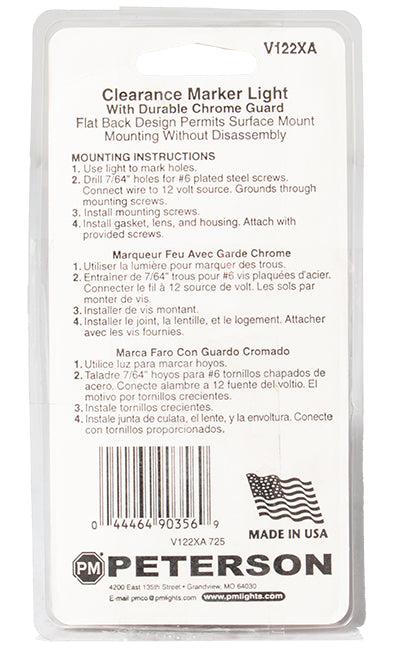 V122XA
Clearance Marker Light
With Durable Chrome Guard
Flat Back Design Permits Surface Mount
Mounting Without Disassembly
MOUNTING INSTRUCTIONS
1. Use light to mark holes.
2. Drill 7/64" holes for #6 plated steel screws.
Connect wire to 12 volt source. Grounds through
mounting screws.
3. Install mounting screws.
4. Install gasket, lens, and housing. Attach with
provided screws.
Marqueur Feu Avec Garde Chrome
1. Utiliser la lumière pour marquer des trous.
2. Entraîner de 7/64" trous pour #6 vis plaquées d'acier.
Connecter le fil à 12 source de volt. Les sols par
monter de vis.
3. Installer de vis montant.
4. Installer le joint, la lentille, et le logement. Attacher
avec les vis fournies.
Marca Faro Con Guardo Cromado
1. Utilice luz para marcar hoyos.
2. Taladre 7/64" hoyos para #6 tornillos chapados de
acero. Conecte alambre a 12 fuente del voltio. El
motivo por tornillos crecientes.
3. Instale tornillos crecientes.
4. Instale junta de culata, el lente, y la envoltura. Conecte
con tornillos proporcionados.
0 44464 90356 9
V122XA 725
MADE IN USA
PM PETERSON
4200 East 135th Street • Grandview, MO 64030
E-mail: pmco@pmlights.com www.pmlights.com